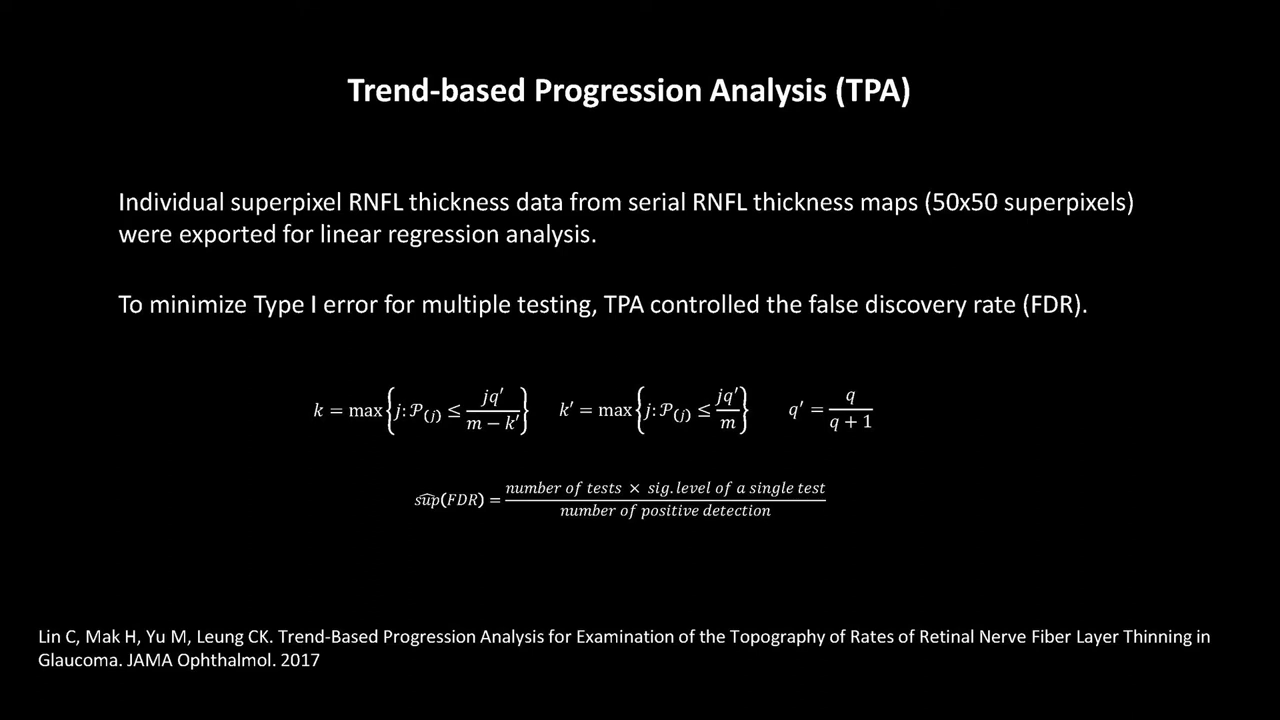 Trend-based Progression Analysis (TPA)
Individual superpixel RNFL thickness data from serial RNFL thickness maps (50x50 superpixels)
were exported for linear regression analysis.
To minimize Type I error for multiple testing, TPA controlled the false discovery rate (FDR).
k = max{j: 𝒫(j) ≤ jq′/(m − k′)}   k′ = max{j: 𝒫(j) ≤ jq′/m}   q′ = q/(q + 1)
sup̂(FDR) = number of tests × sig.level of a single test / number of positive detection
Lin C, Mak H, Yu M, Leung CK. Trend-Based Progression Analysis for Examination of the Topography of Rates of Retinal Nerve Fiber Layer Thinning in
Glaucoma. JAMA Ophthalmol. 2017